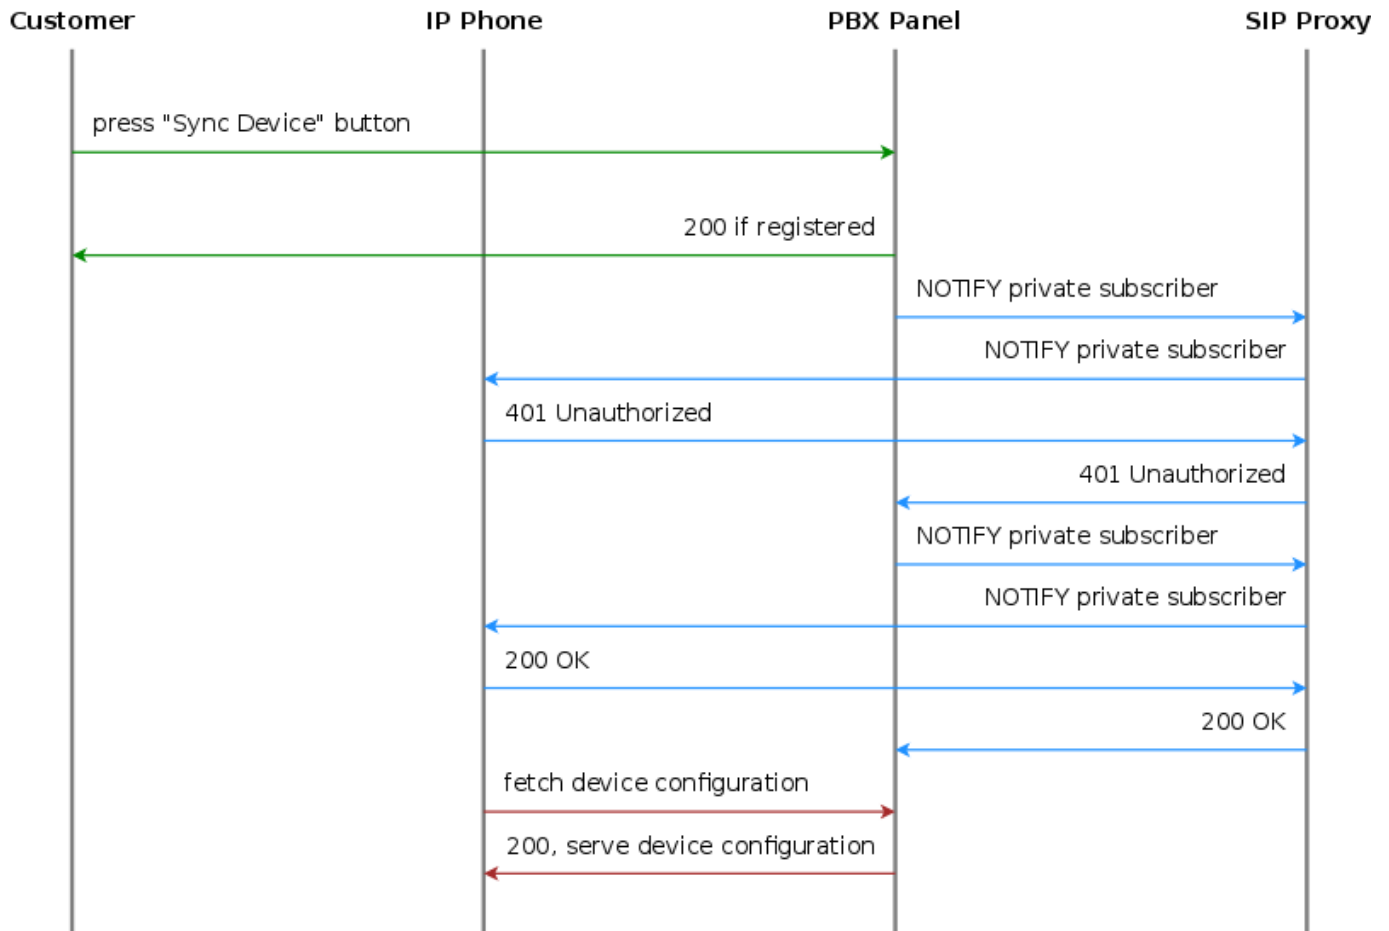 Customer IP Phone PBX Panel SIP Proxy
press "Sync Device" button
200 if registered
NOTIFY private subscriber
NOTIFY private subscriber
401 Unauthorized
401 Unauthorized
NOTIFY private subscriber
NOTIFY private subscriber
200 OK
200 OK
fetch device configuration
200, serve device configuration